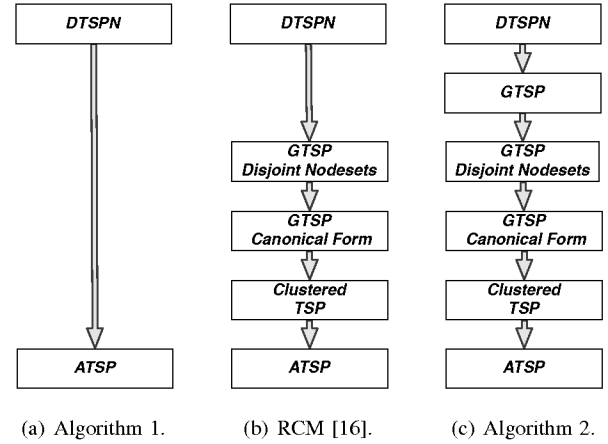 DTSPN
ATSP
(a) Algorithm 1.
DTSPN
GTSP
Disjoint Nodesets
GTSP
Canonical Form
Clustered
TSP
ATSP
(b) RCM [16].
DTSPN
GTSP
GTSP
Disjoint Nodesets
GTSP
Canonical Form
Clustered
TSP
ATSP
(c) Algorithm 2.